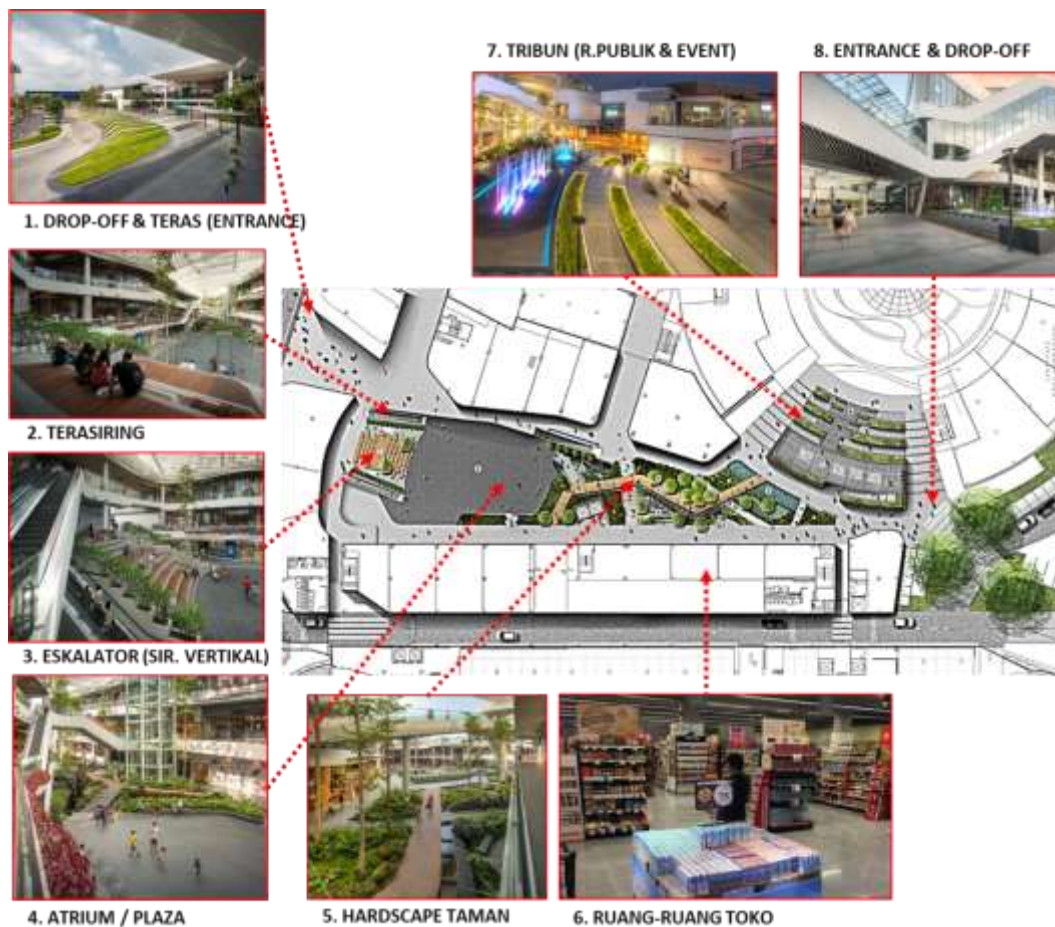 7. TRIBUN (R.PUBLIK & EVENT)
8. ENTRANCE & DROP-OFF
1. DROP-OFF & TERAS (ENTRANCE)
2. TERASIRING
3. ESKALATOR (SIR. VERTIKAL)
4. ATRIUM / PLAZA
5. HARDSCAPE TAMAN
6. RUANG-RUANG TOKO